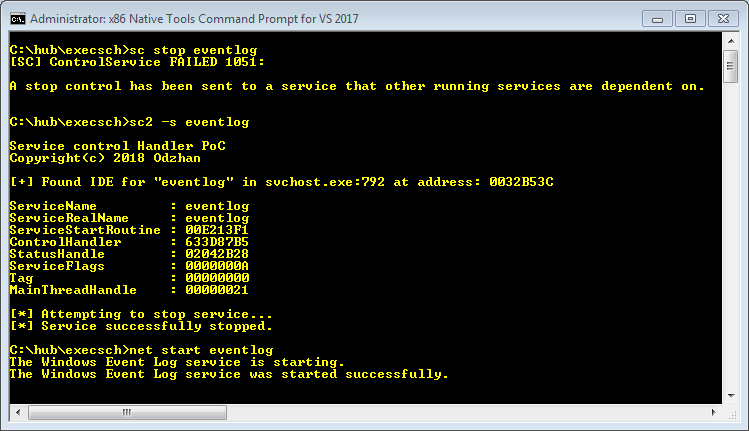 Administrator: x86 Native Tools Command Prompt for VS 2017
C:\hub\execsch>sc stop eventlog
[SC] ControlService FAILED 1051:
A stop control has been sent to a service that other running services are dependent on.
C:\hub\execsch>sc2 -s eventlog
Service control Handler PoC
Copyright(c) 2018 Odzhan
[+] Found IDE for "eventlog" in svchost.exe:792 at address: 0032B53C
ServiceName : eventlog
ServiceRealName : eventlog
ServiceStartRoutine : 00E213F1
ControlHandler : 633D87B5
StatusHandle : 02042B28
ServiceFlags : 0000000A
Tag : 00000000
MainThreadHandle : 00000021
[*] Attempting to stop service...
[*] Service successfully stopped.
C:\hub\execsch>net start eventlog
The Windows Event Log service is starting.
The Windows Event Log service was started successfully.